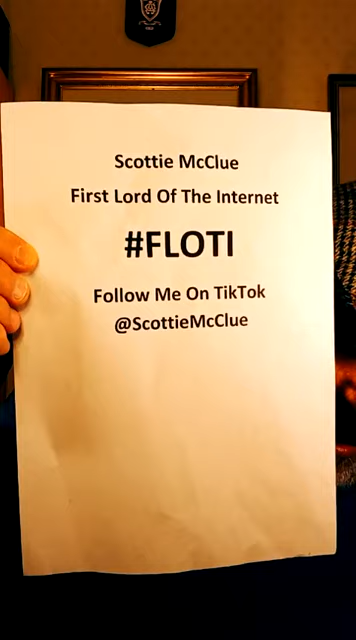 Scottie McClue
First Lord Of The Internet
#FLOTI
Follow Me On TikTok
@ScottieMcClue